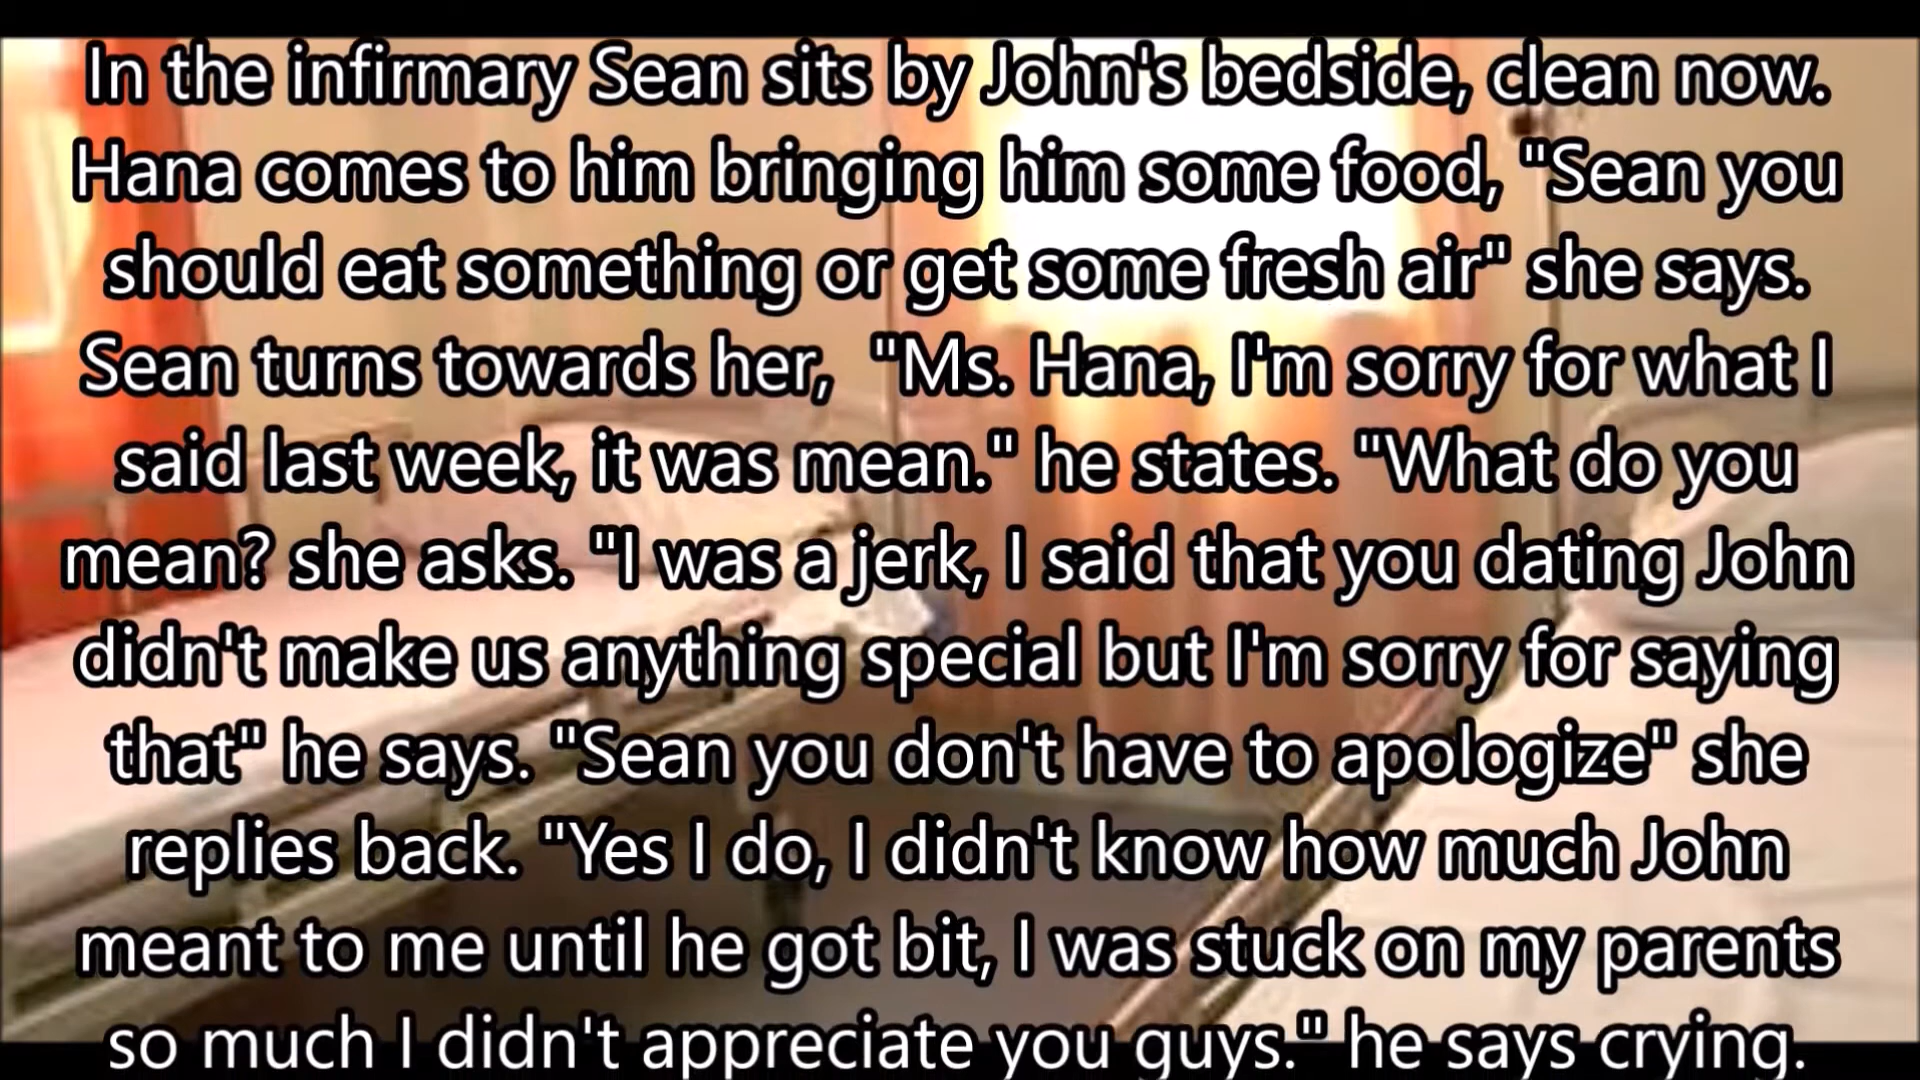 In the infirmary Sean sits by John's bedside, clean now.
Hana comes to him bringing him some food, "Sean you
should eat something or get some fresh air" she says.
Sean turns towards her,  "Ms. Hana, I'm sorry for what I
said last week, it was mean." he states. "What do you
mean? she asks. "I was a jerk, I said that you dating John
didn't make us anything special but I'm sorry for saying
that" he says. "Sean you don't have to apologize" she
replies back. "Yes I do, I didn't know how much John
meant to me until he got bit, I was stuck on my parents
so much I didn't appreciate you guys." he says crying.